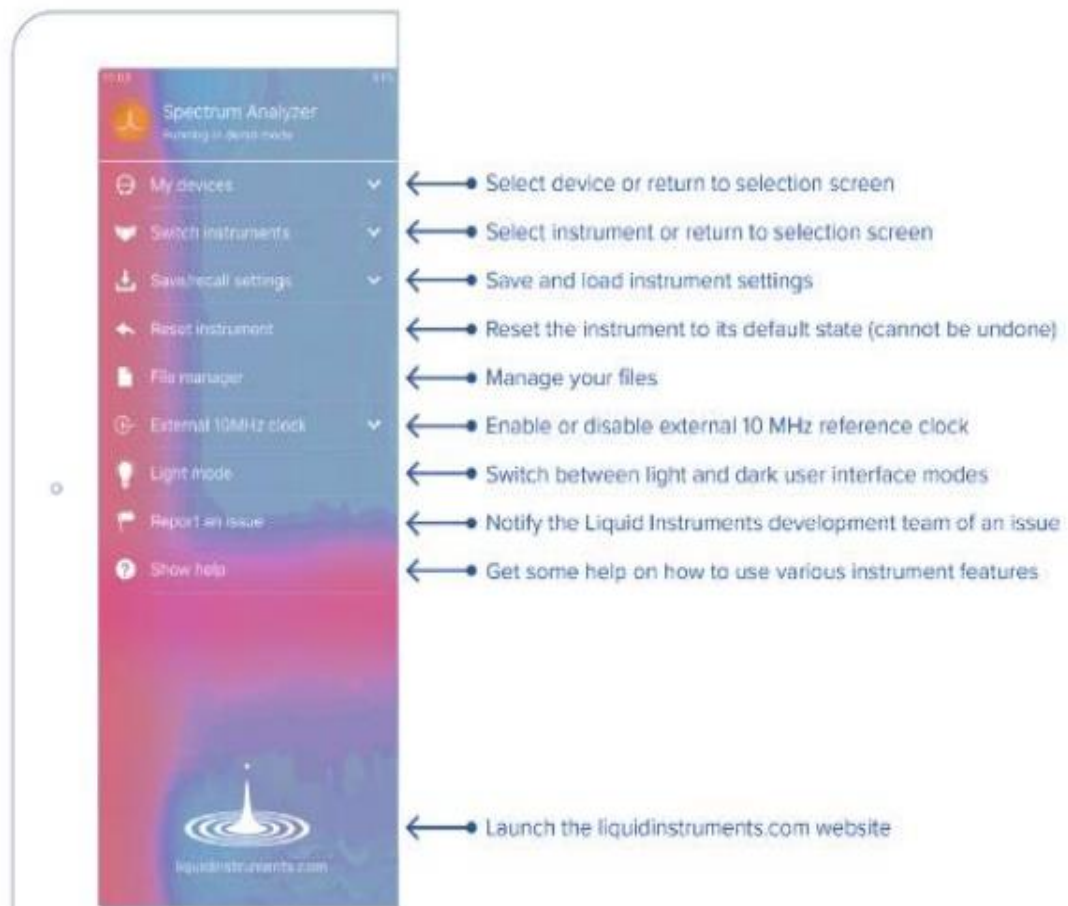 Spectrum Analyzer
Running in demo mode
My devices
Select device or return to selection screen
Switch instruments
Select instrument or return to selection screen
Save/recall settings
Save and load instrument settings
Reset instrument
Reset the instrument to its default state (cannot be undone)
File manager
Manage your files
External 10MHz clock
Enable or disable external 10 MHz reference clock
Light mode
Switch between light and dark user interface modes
Report an issue
Notify the Liquid Instruments development team of an issue
Show help
Get some help on how to use various instrument features
Launch the liquidinstruments.com website
liquidinstruments.com